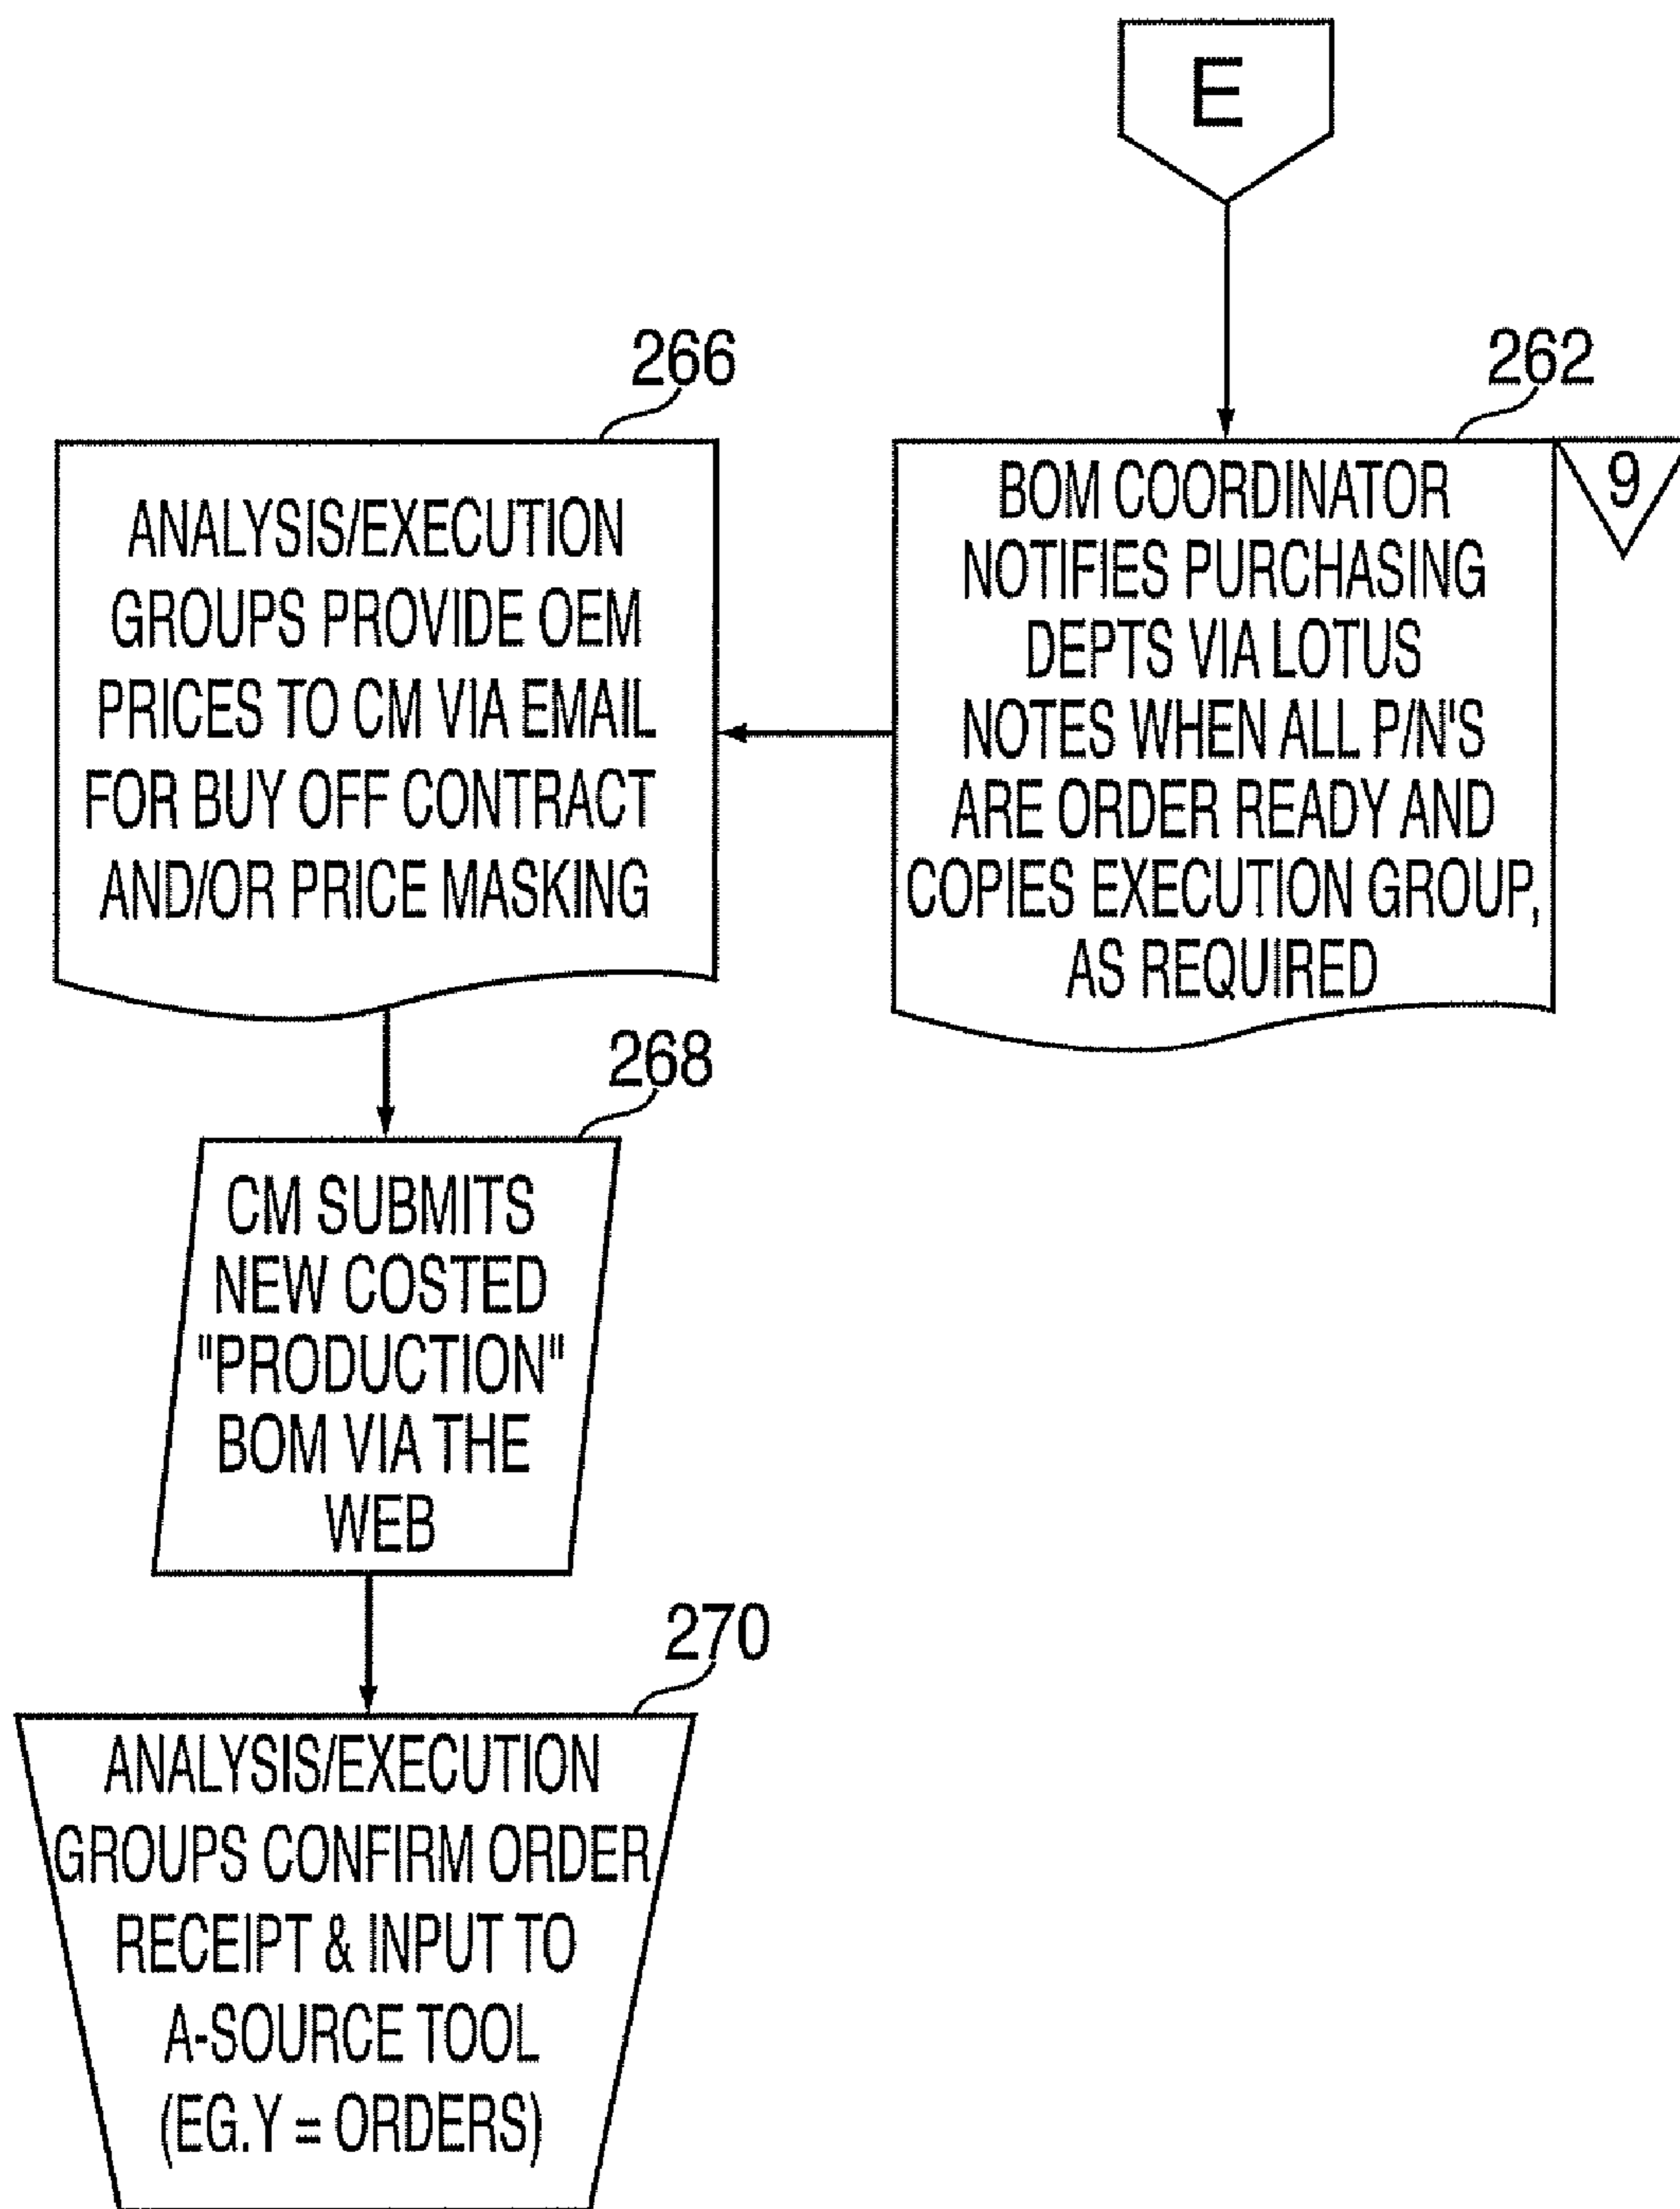 E
262
BOM COORDINATOR
NOTIFIES PURCHASING
DEPTS VIA LOTUS
NOTES WHEN ALL P/N'S
ARE ORDER READY AND
COPIES EXECUTION GROUP,
AS REQUIRED
9
266
ANALYSIS/EXECUTION
GROUPS PROVIDE OEM
PRICES TO CM VIA EMAIL
FOR BUY OFF CONTRACT
AND/OR PRICE MASKING
268
CM SUBMITS
NEW COSTED
"PRODUCTION"
BOM VIA THE
WEB
270
ANALYSIS/EXECUTION
GROUPS CONFIRM ORDER
RECEIPT & INPUT TO
A-SOURCE TOOL
(EG.Y = ORDERS)